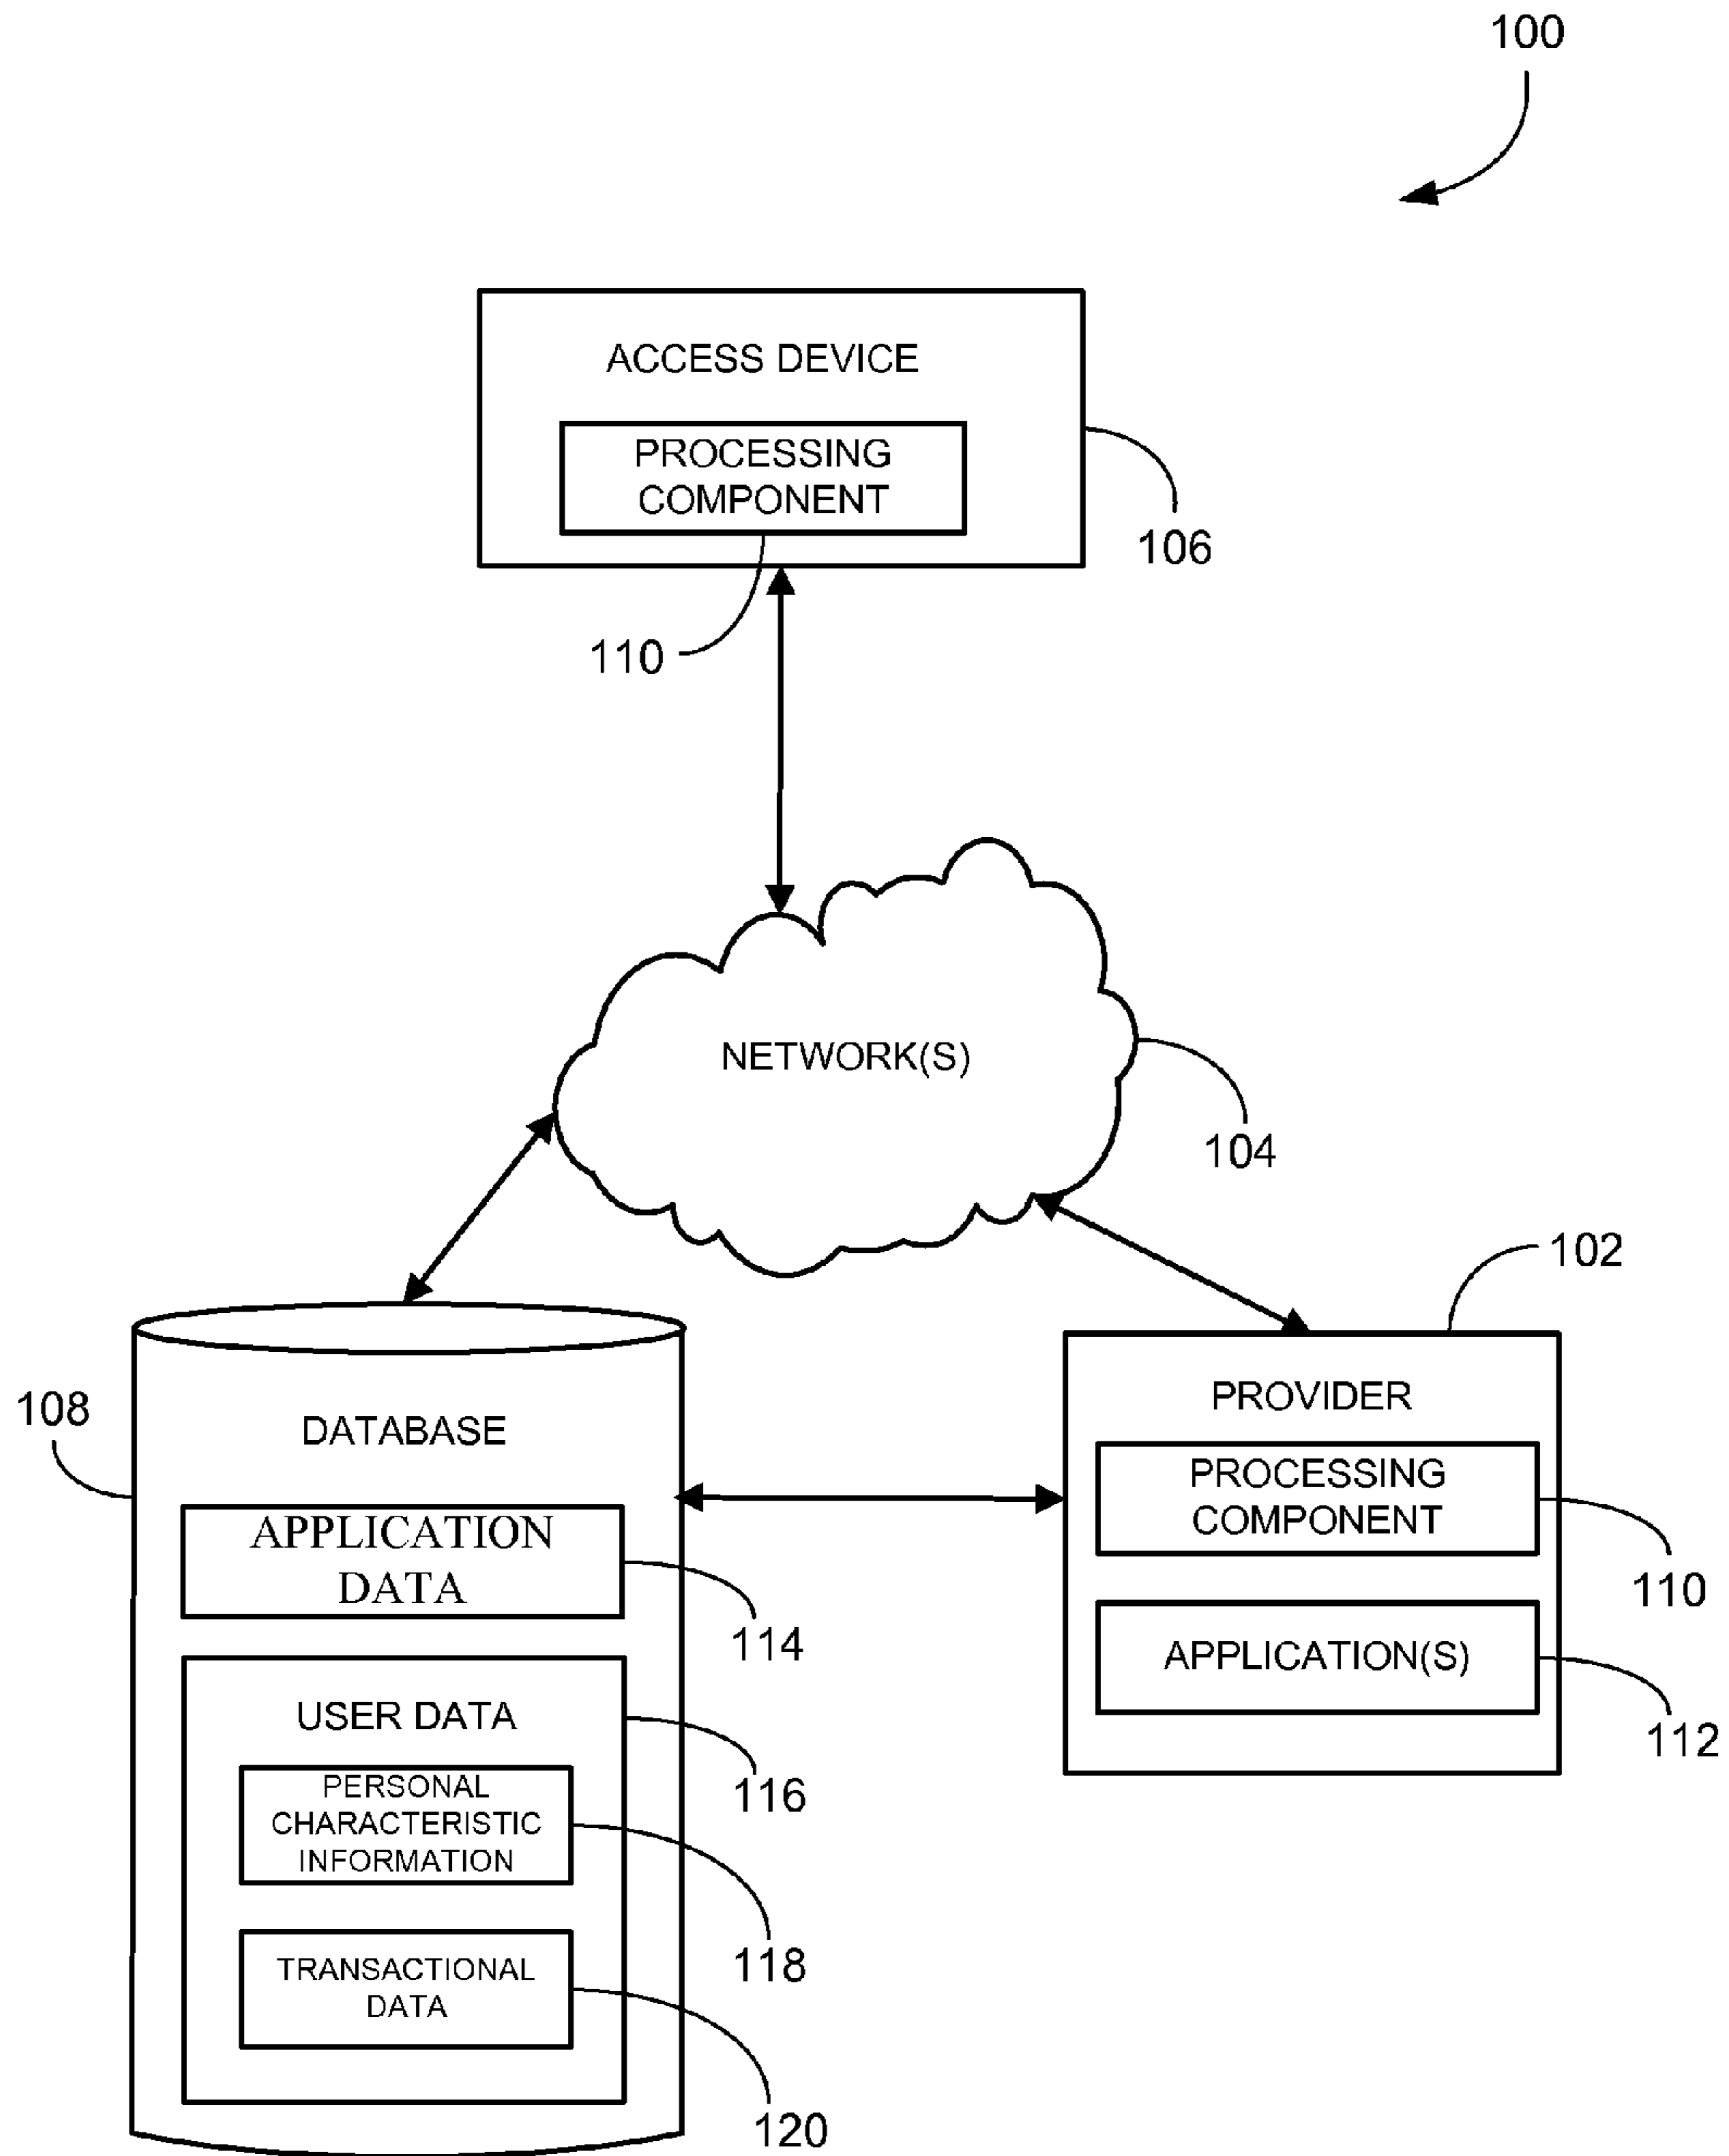 100
ACCESS DEVICE
PROCESSING
COMPONENT
106
110
NETWORK(S)
104
102
108
DATABASE
APPLICATION
DATA
114
USER DATA
116
PERSONAL
CHARACTERISTIC
INFORMATION
118
TRANSACTIONAL
DATA
120
PROVIDER
PROCESSING
COMPONENT
110
APPLICATION(S)
112